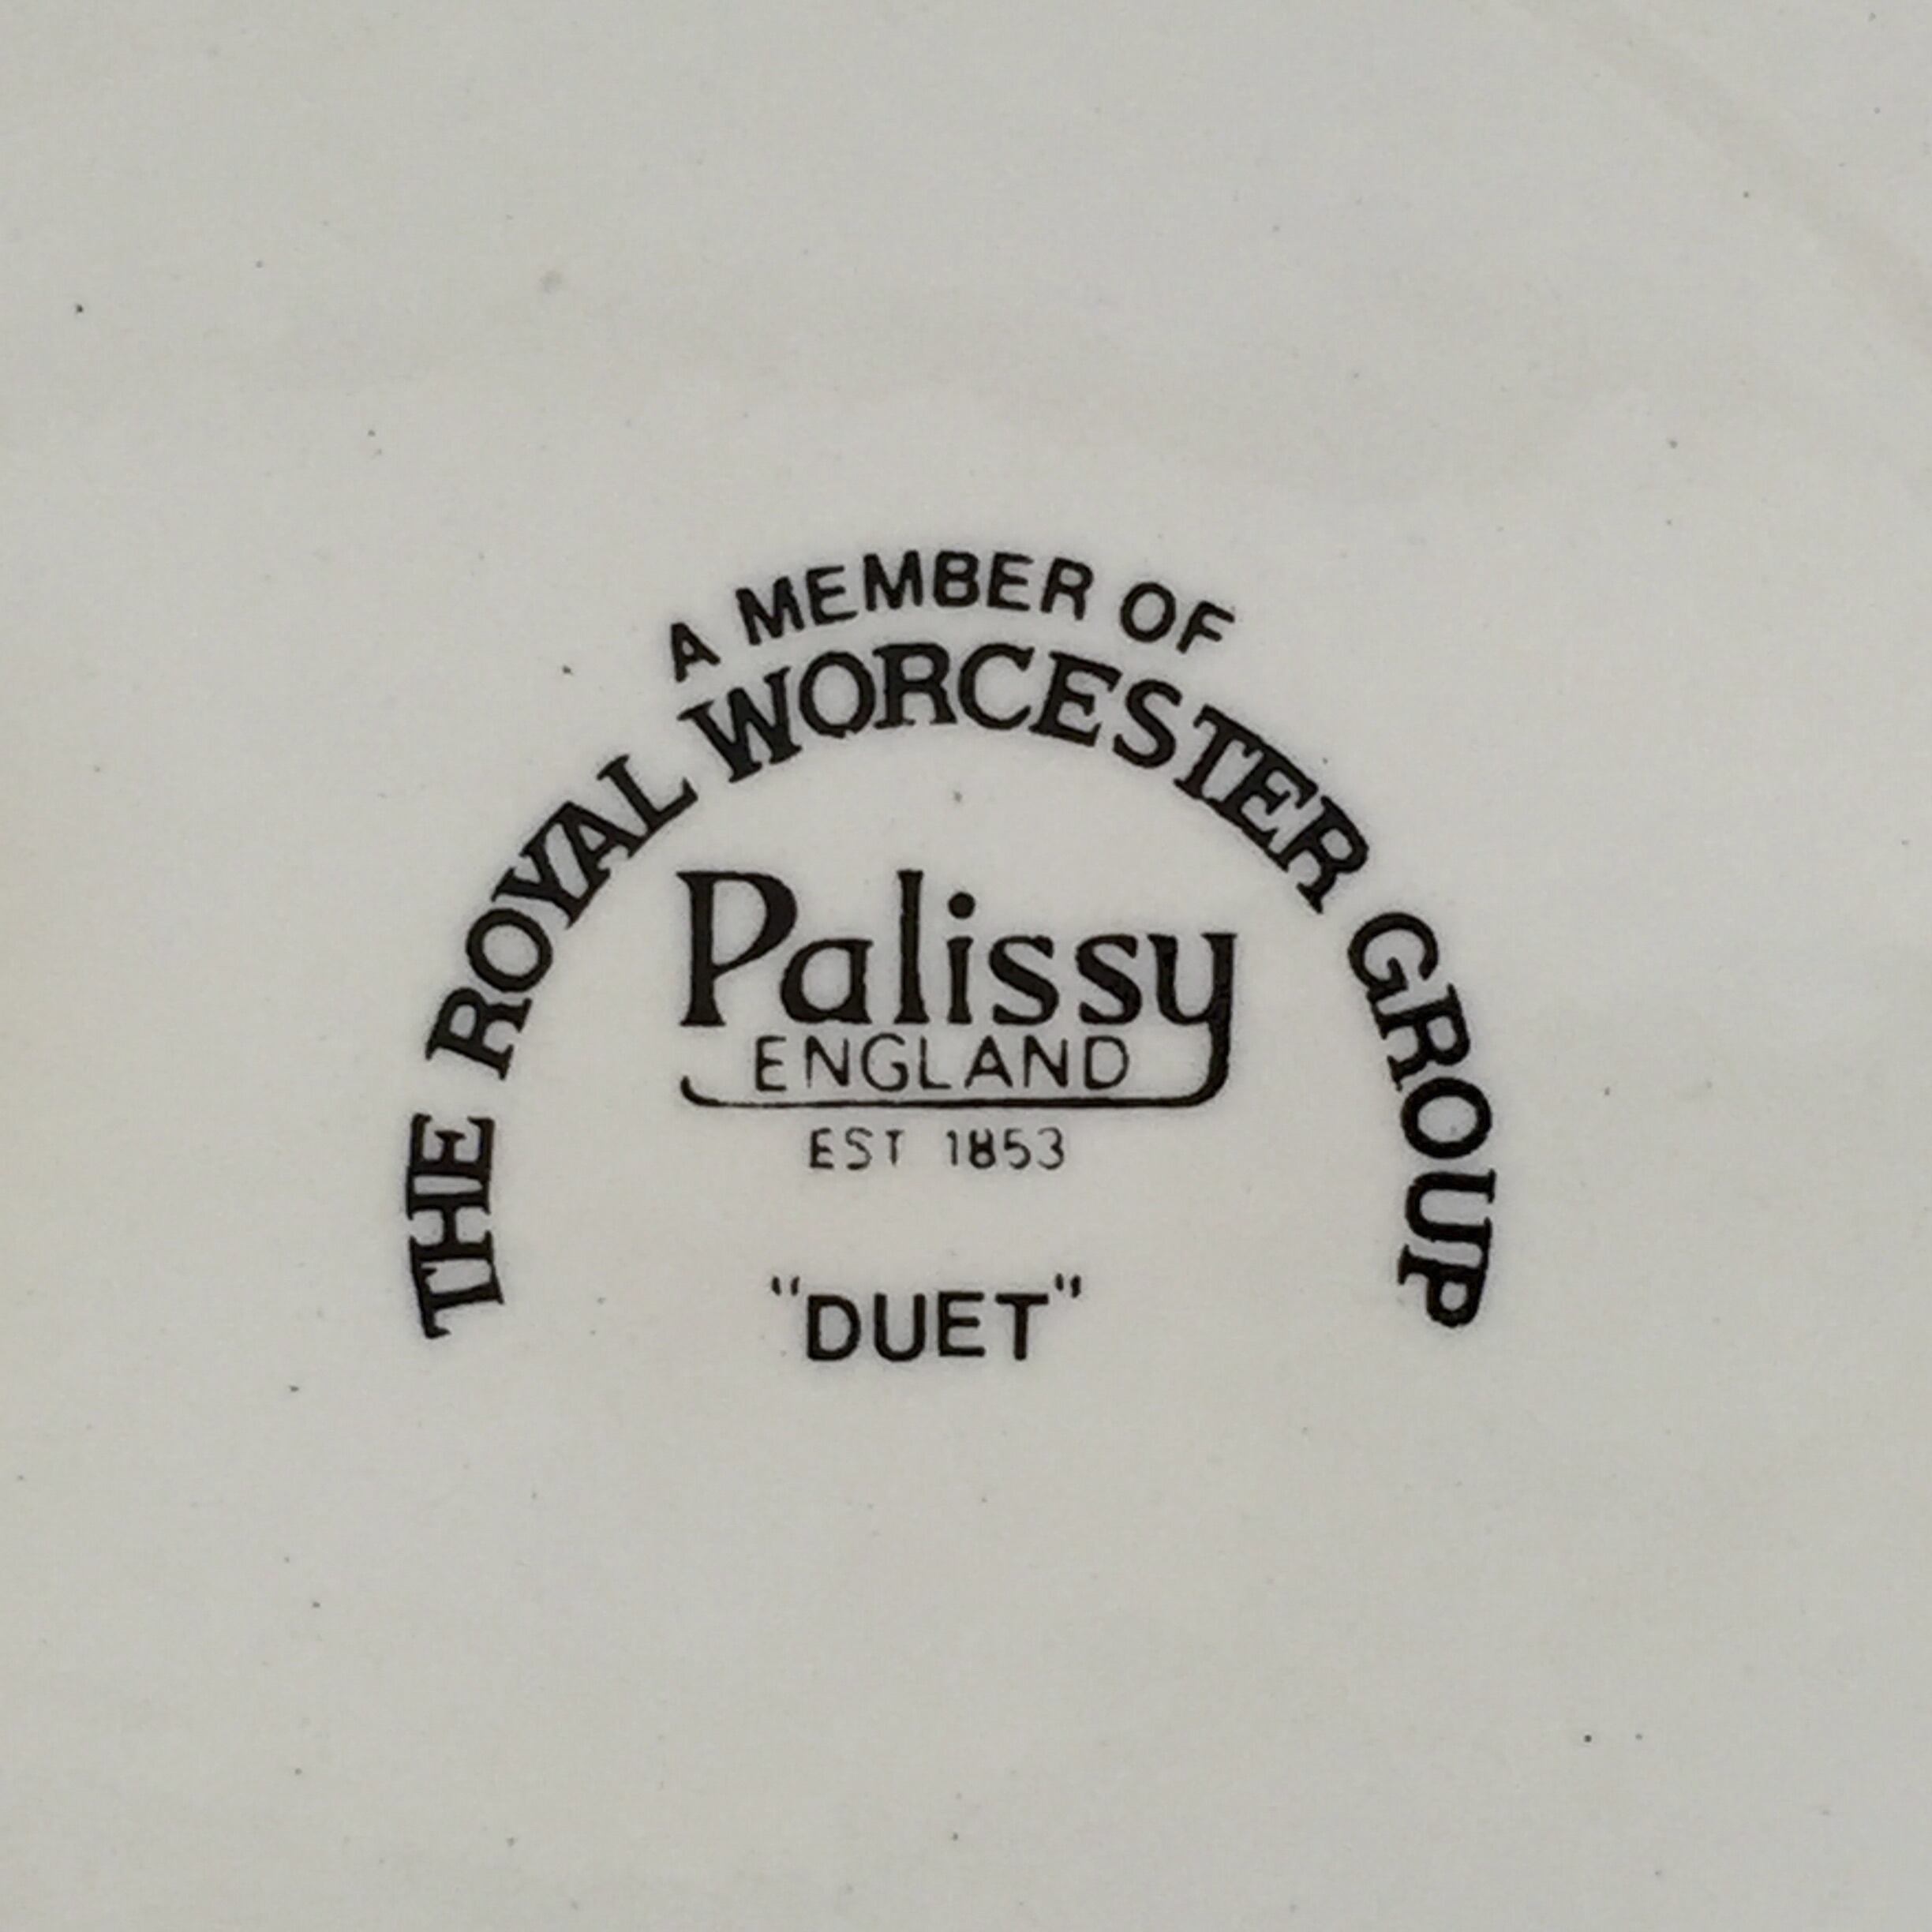 A MEMBER OF
THE ROYAL WORCESTER GROUP
Palissy
ENGLAND
EST 1853
"DUET"